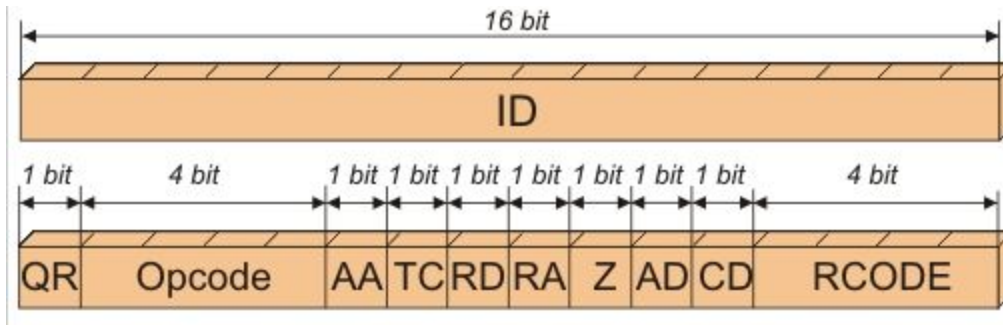 16 bit
ID
1 bit 4 bit 1 bit 1 bit 1 bit 1 bit 1 bit 1 bit 1 bit 4 bit
QR Opcode AA TC RD RA Z AD CD RCODE